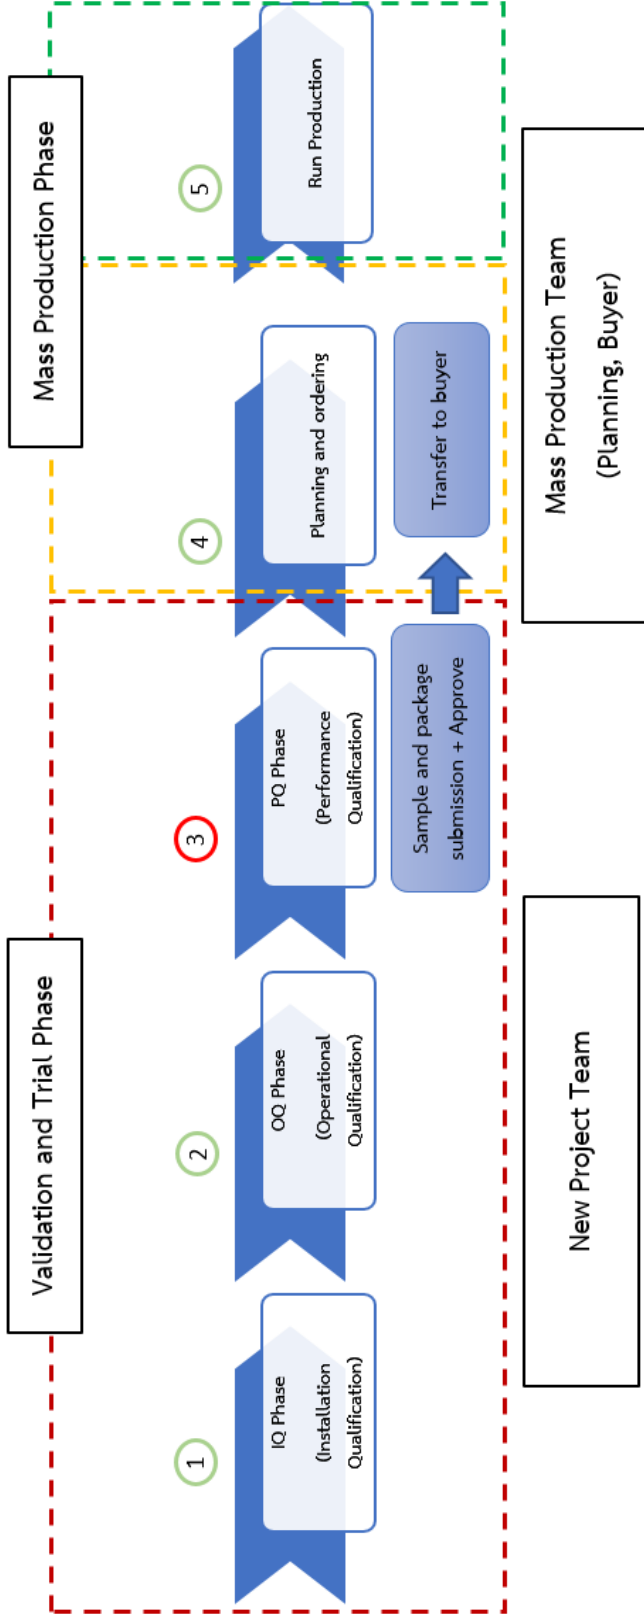 Validation and Trial Phase
Mass Production Phase
1
2
3
4
5
IQ Phase
(Installation
Qualification)
OQ Phase
(Operational
Qualification)
PQ Phase
(Performance
Qualification)
Planning and ordering
Run Production
Sample and package
submission + Approve
Transfer to buyer
New Project Team
Mass Production Team
(Planning, Buyer)